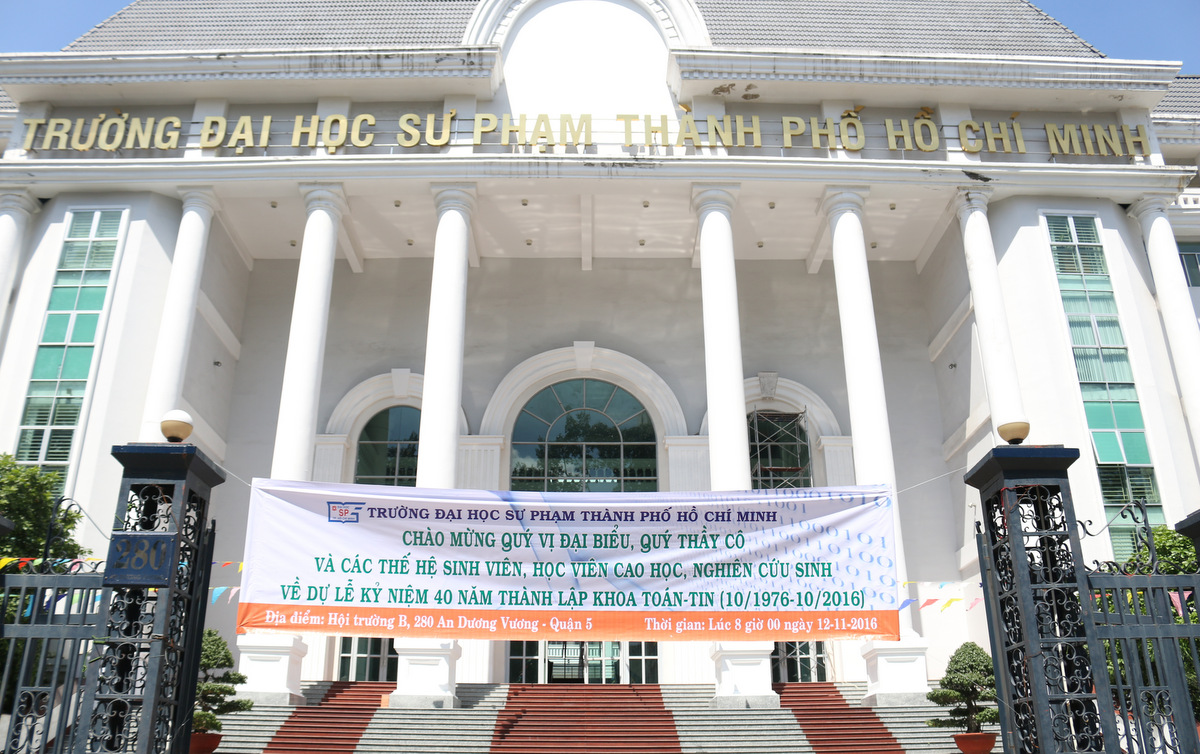 TRƯỜNG ĐẠI HỌC SƯ PHẠM THÀNH PHỐ HỒ CHÍ MINH
SP TRƯỜNG ĐẠI HỌC SƯ PHẠM THÀNH PHỐ HỒ CHÍ MINH
CHÀO MỪNG QUÝ VỊ ĐẠI BIỂU, QUÝ THẦY CÔ
VÀ CÁC THẾ HỆ SINH VIÊN, HỌC VIÊN CAO HỌC, NGHIÊN CỨU SINH
VỀ DỰ LỄ KỶ NIỆM 40 NĂM THÀNH LẬP KHOA TOÁN-TIN (10/1976-10/2016)
Địa điểm: Hội trường B, 280 An Dương Vương - Quận 5 Thời gian: Lúc 8 giờ 00 ngày 12-11-2016
280